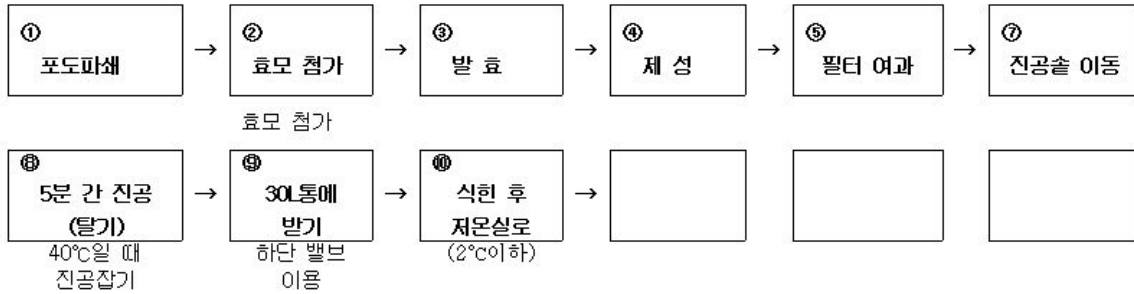 ① 포도파쇄 → ② 효모 첨가 → ③ 발 효 → ④ 제 성 → ⑤ 필터 여과 → ⑦ 진공솥 이동
효모 첨가
⑧ 5분 간 진공 (탈기) → ⑨ 30L통에 받기 → ⑩ 식힌 후 저온실로 →
40℃일 때 진공잡기
하단 밸브 이용
(2℃이하)